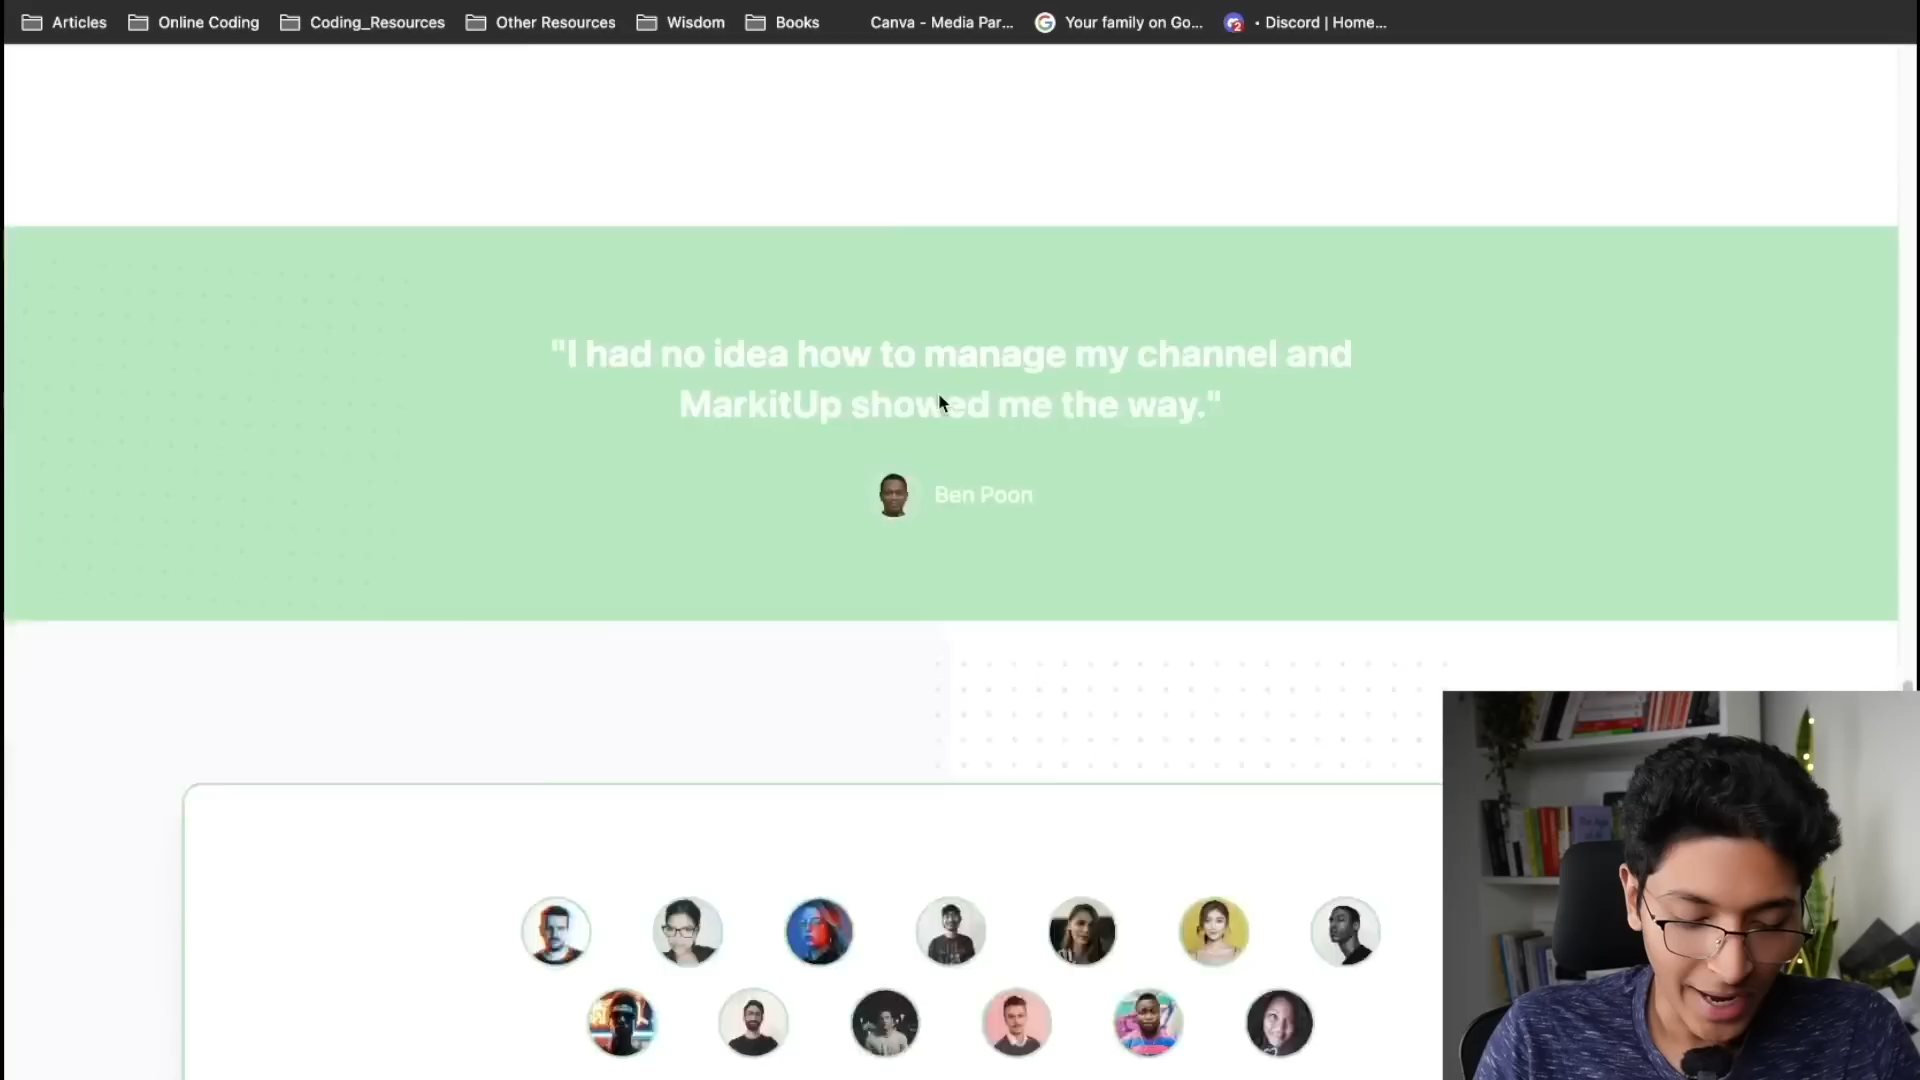 Articles Online Coding Coding_Resources Other Resources Wisdom Books Canva - Media Par... Your family on Go... 2 • Discord | Home...
"I had no idea how to manage my channel and
MarkitUp showed me the way."
Ben Poon